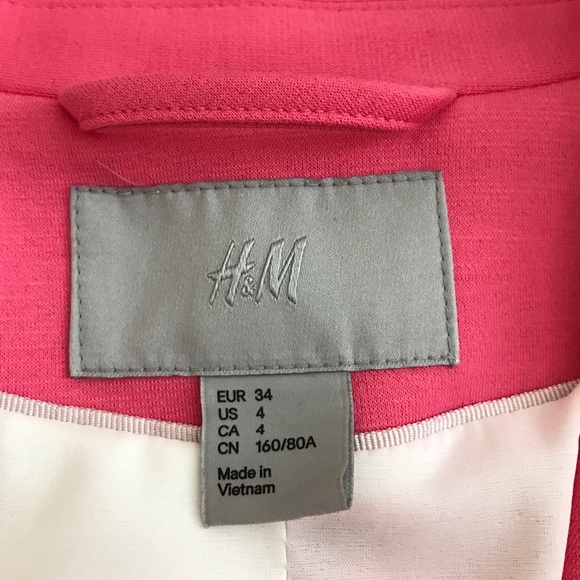 H&M
EUR 34
US 4
CA 4
CN 160/80A
Made in
Vietnam